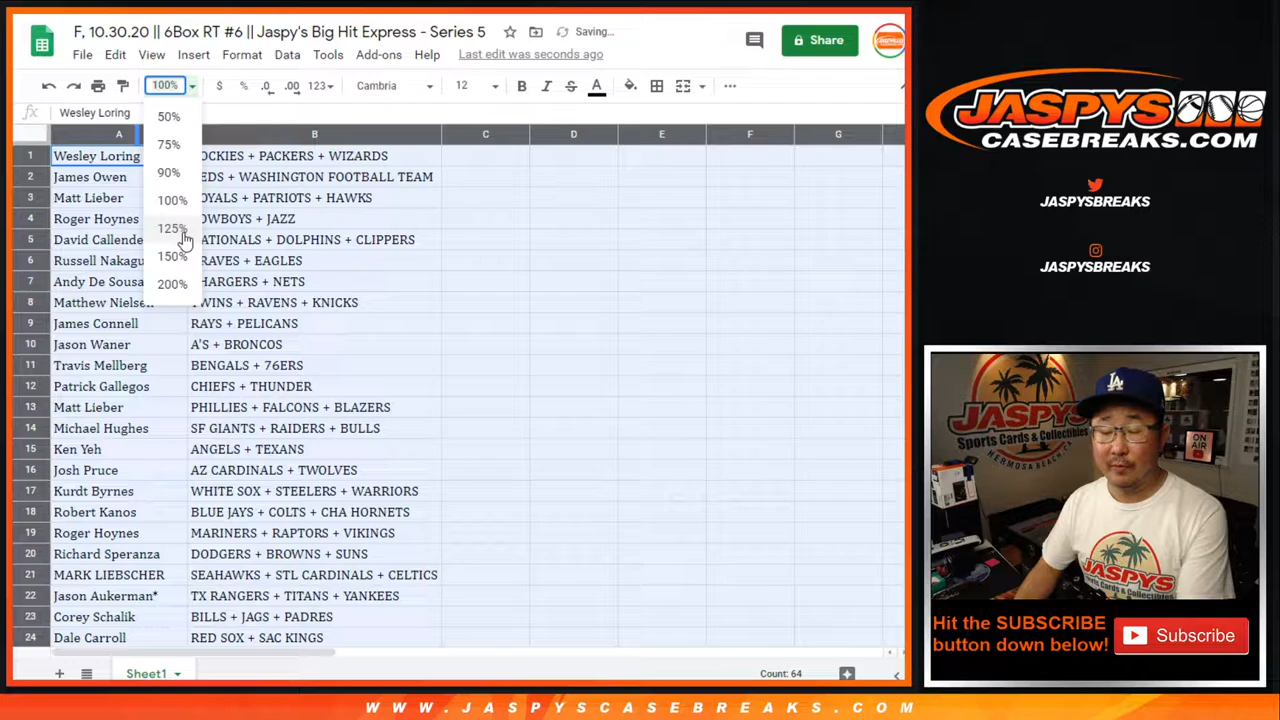 F, 10.30.20 || 6Box RT #6 || Jaspy's Big Hit Express - Series 5
Saving...
File Edit View Insert Format Data Tools Add-ons Help Last edit was seconds ago
Share
100% $ % .0 .00 123 Cambria 12 B I S A
fx Wesley Loring
A B C D E F G
50%
75%
90%
100%
125%
150%
200%
1 Wesley Loring OCKIES + PACKERS + WIZARDS
2 James Owen EDS + WASHINGTON FOOTBALL TEAM
3 Matt Lieber OYALS + PATRIOTS + HAWKS
4 Roger Hoynes OWBOYS + JAZZ
5 David Callende ATIONALS + DOLPHINS + CLIPPERS
6 Russell Nakagu RAVES + EAGLES
7 Andy De Sousa HARGERS + NETS
8 Matthew Nielsen TWINS + RAVENS + KNICKS
9 James Connell RAYS + PELICANS
10 Jason Waner A'S + BRONCOS
11 Travis Mellberg BENGALS + 76ERS
12 Patrick Gallegos CHIEFS + THUNDER
13 Matt Lieber PHILLIES + FALCONS + BLAZERS
14 Michael Hughes SF GIANTS + RAIDERS + BULLS
15 Ken Yeh ANGELS + TEXANS
16 Josh Pruce AZ CARDINALS + TWOLVES
17 Kurdt Byrnes WHITE SOX + STEELERS + WARRIORS
18 Robert Kanos BLUE JAYS + COLTS + CHA HORNETS
19 Roger Hoynes MARINERS + RAPTORS + VIKINGS
20 Richard Speranza DODGERS + BROWNS + SUNS
21 MARK LIEBSCHER SEAHAWKS + STL CARDINALS + CELTICS
22 Jason Aukerman* TX RANGERS + TITANS + YANKEES
23 Corey Schalik BILLS + JAGS + PADRES
24 Dale Carroll RED SOX + SAC KINGS
Sheet1
Count: 64
JASPYS
CASEBREAKS.COM
JASPYSBREAKS
JASPYSBREAKS
JASPYS
Sports Cards & Collectibles
HERMOSA BEACH, CA
ON AIR
LA
JASPYS
Hit the SUBSCRIBE
button down below!
Subscribe
WWW.JASPYSCASEBREAKS.COM